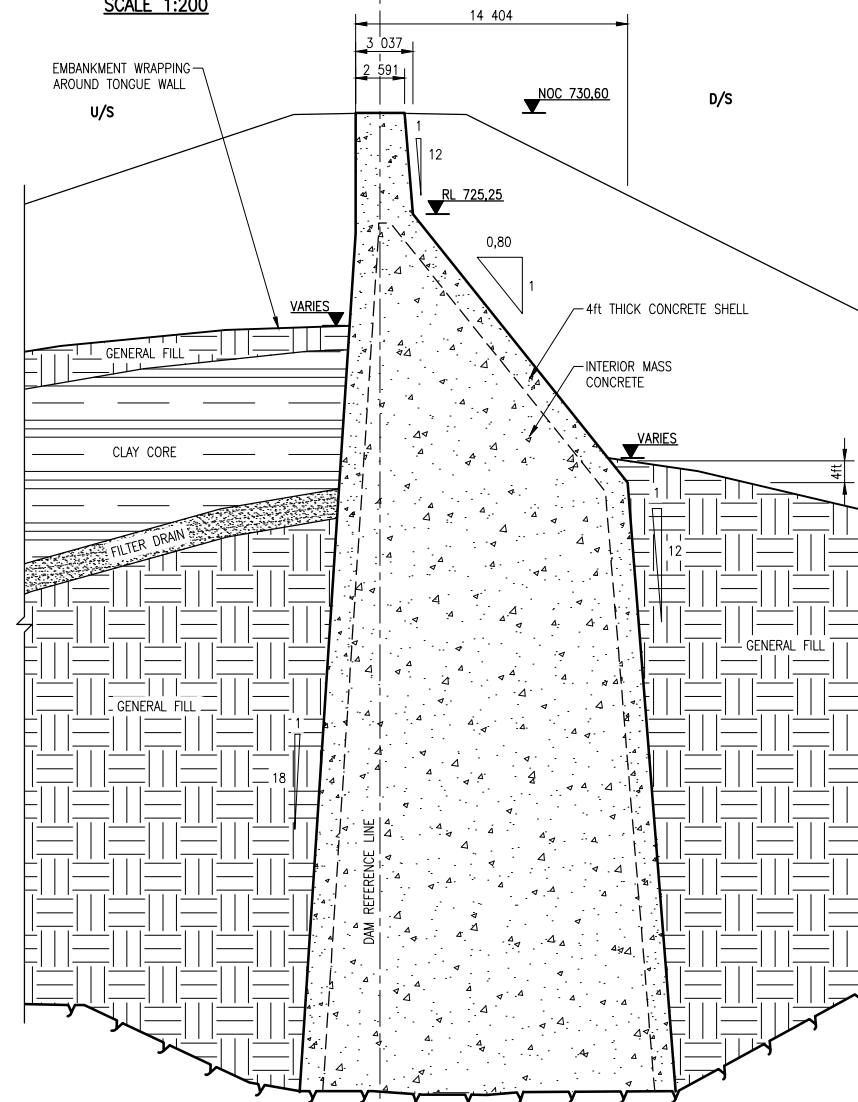 SCALE 1:200
14 404
3 037
2 591
EMBANKMENT WRAPPING
AROUND TONGUE WALL
U/S
NOC 730,60
D/S
1
12
RL 725,25
0,80
1
VARIES
4ft THICK CONCRETE SHELL
GENERAL FILL
INTERIOR MASS
CONCRETE
VARIES
CLAY CORE
4ft
1
12
FILTER DRAIN
GENERAL FILL
GENERAL FILL
1
18
DAM REFERENCE LINE